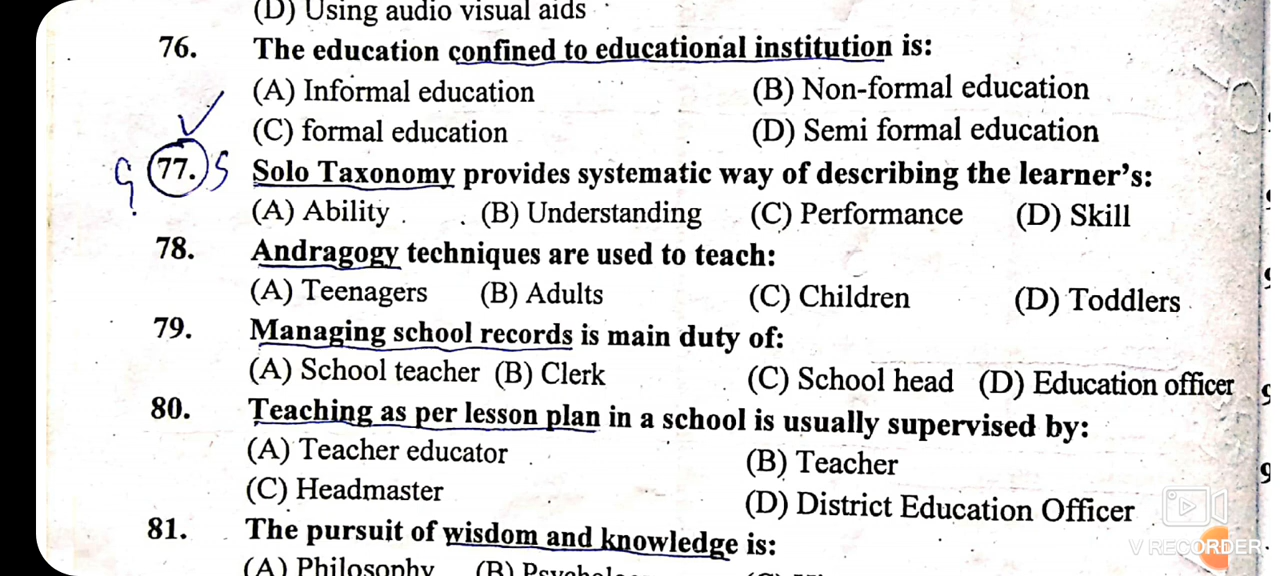 (D) Using audio visual aids
76. The education confined to educational institution is:
(A) Informal education (B) Non-formal education
(C) formal education (D) Semi formal education
77. Solo Taxonomy provides systematic way of describing the learner's:
(A) Ability (B) Understanding (C) Performance (D) Skill
78. Andragogy techniques are used to teach:
(A) Teenagers (B) Adults (C) Children (D) Toddlers
79. Managing school records is main duty of:
(A) School teacher (B) Clerk (C) School head (D) Education officer
80. Teaching as per lesson plan in a school is usually supervised by:
(A) Teacher educator (B) Teacher
(C) Headmaster (D) District Education Officer
81. The pursuit of wisdom and knowledge is:
(A) Philosophy (B)
V RECORDER